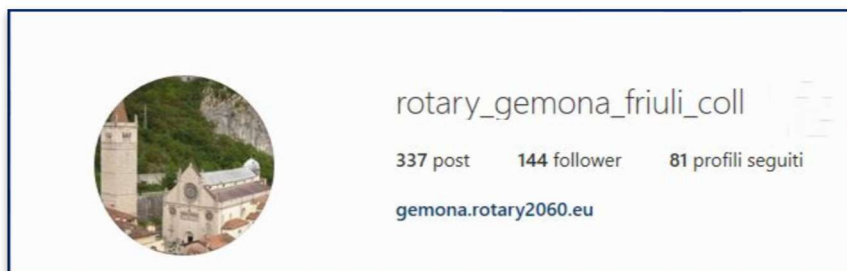 rotary_gemona_friuli_coll
337 post 144 follower 81 profili seguiti
gemona.rotary2060.eu